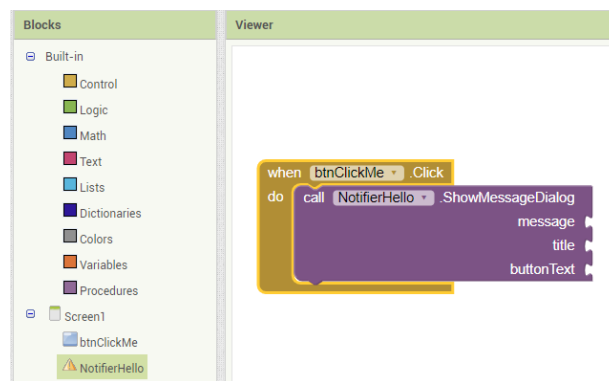 Blocks
Built-in
Control
Logic
Math
Text
Lists
Dictionaries
Colors
Variables
Procedures
Screen1
btnClickMe
NotifierHello
Viewer
when btnClickMe .Click
do call NotifierHello .ShowMessageDialog
message
title
buttonText